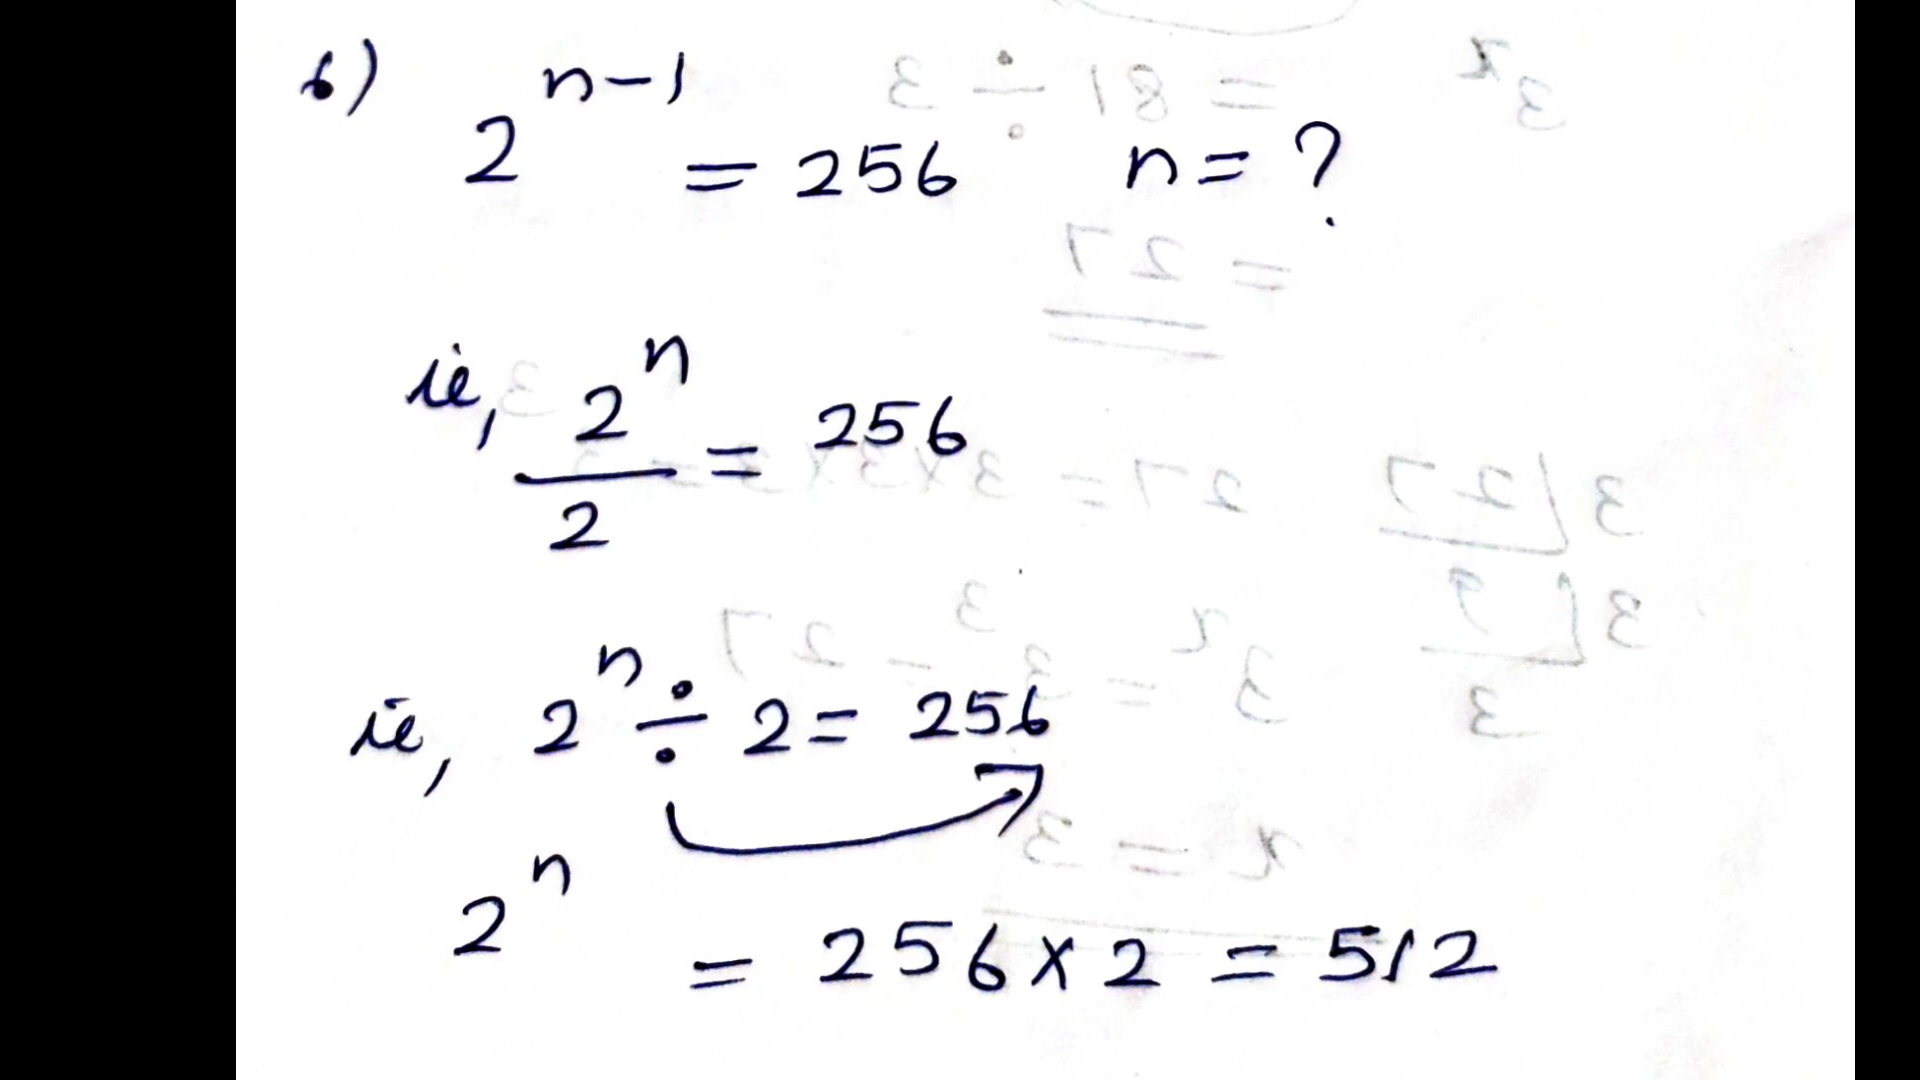 6) 2^(n-1) = 256 n = ?
ie, 2^n/2 = 256
ie, 2^n ÷ 2 = 256
2^n = 256 × 2 = 512